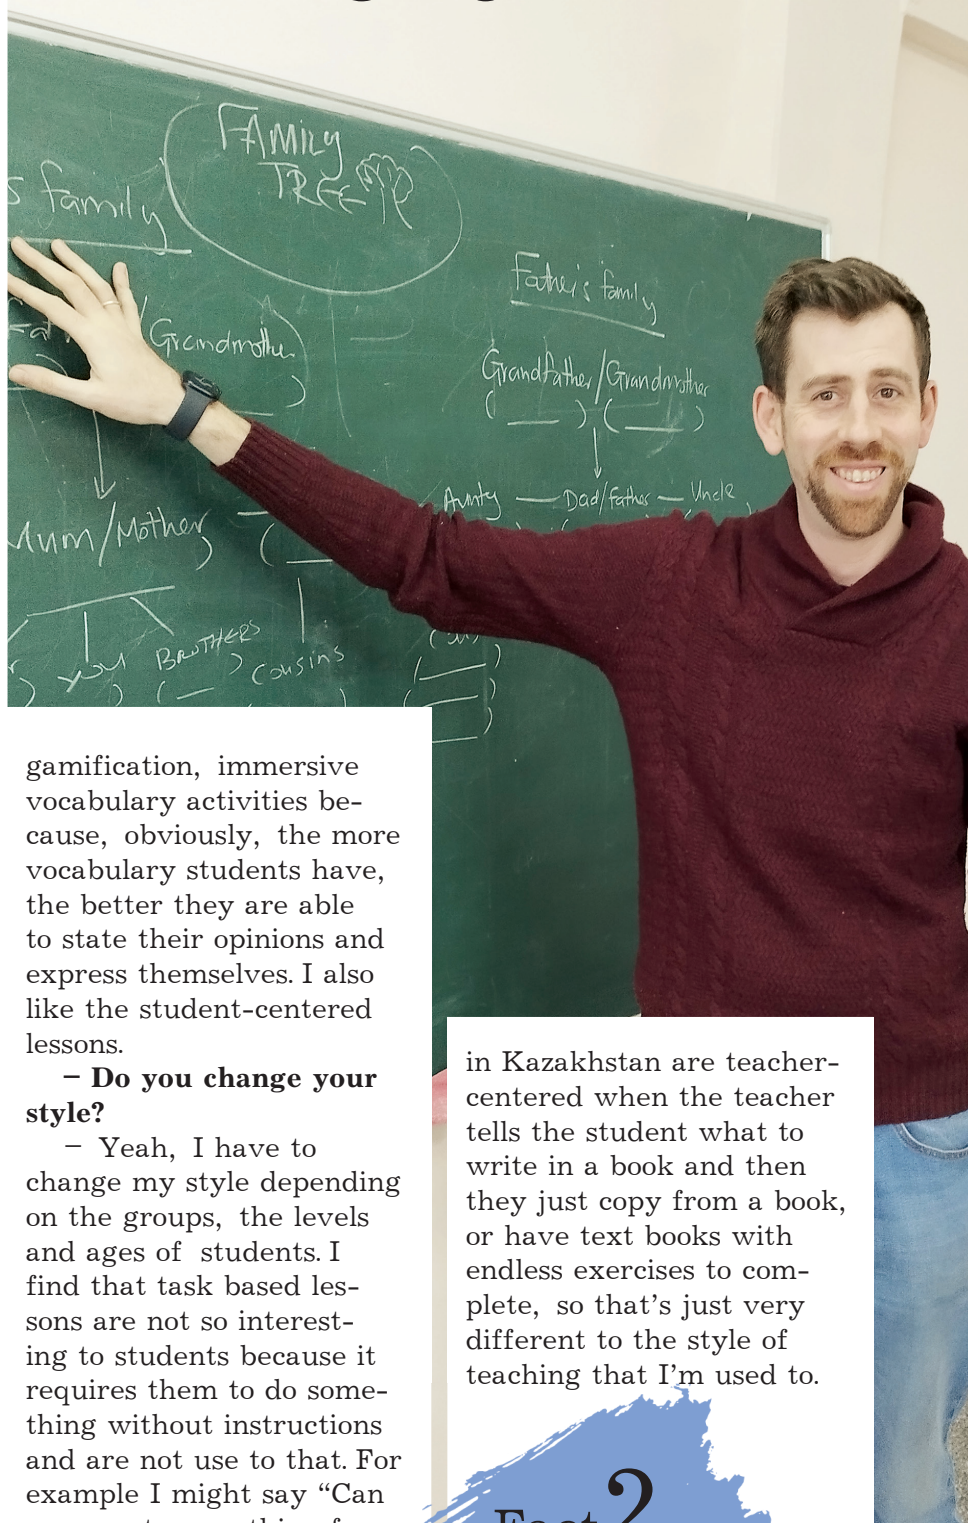 FAMILY
TREE
s family
Grandmother
Mum/Mother
you
BROTHERS
Cousins
Father's family
Grandfather/Grandmother
Aunty — Dad/father — Uncle
gamification, immersive
vocabulary activities be-
cause, obviously, the more
vocabulary students have,
the better they are able
to state their opinions and
express themselves. I also
like the student-centered
lessons.
– Do you change your
style?
– Yeah, I have to
change my style depending
on the groups, the levels
and ages of students. I
find that task based les-
sons are not so interest-
ing to students because it
requires them to do some-
thing without instructions
and are not use to that. For
example I might say “Can
in Kazakhstan are teacher-
centered when the teacher
tells the student what to
write in a book and then
they just copy from a book,
or have text books with
endless exercises to com-
plete, so that’s just very
different to the style of
teaching that I’m used to.
Fact 2